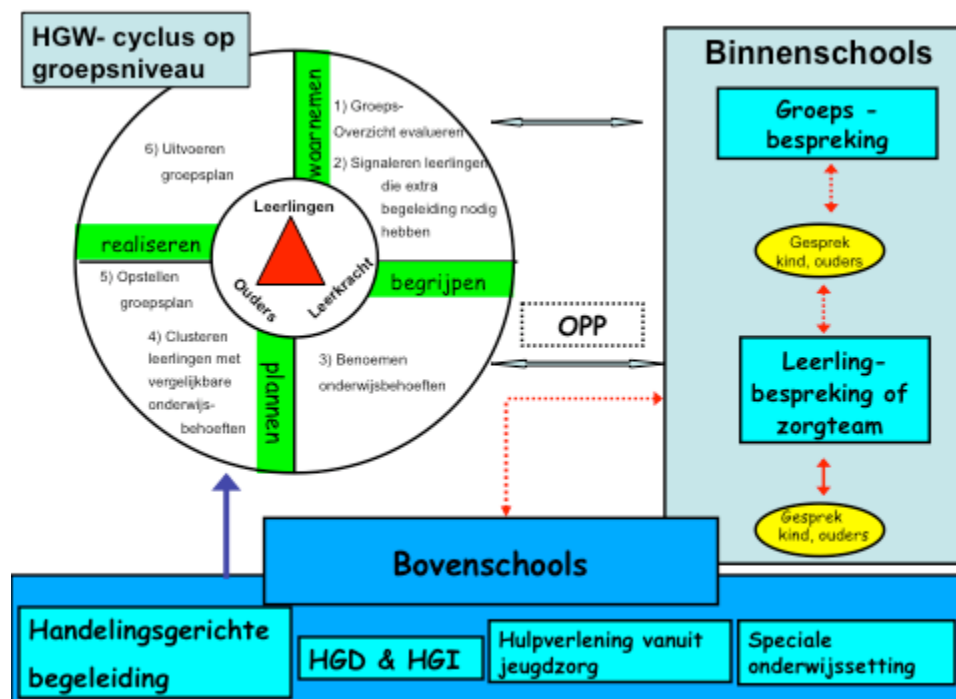 HGW- cyclus op
groepsniveau
waarnemen
1) Groeps-
Overzicht evalueren
2) Signaleren leerlingen
die extra
begeleiding nodig
hebben
begrijpen
3) Benoemen
onderwijsbehoeften
plannen
4) Clusteren
leerlingen met
vergelijkbare
onderwijs-
behoeften
5) Opstellen
groepsplan
realiseren
6) Uitvoeren
groepsplan
Leerlingen
Ouders
Leerkracht
OPP
Binnenschools
Groeps -
bespreking
Gesprek
kind, ouders
Leerling-
bespreking of
zorgteam
Gesprek
kind, ouders
Bovenschools
Handelingsgerichte
begeleiding
HGD & HGI
Hulpverlening vanuit
jeugdzorg
Speciale
onderwijssetting